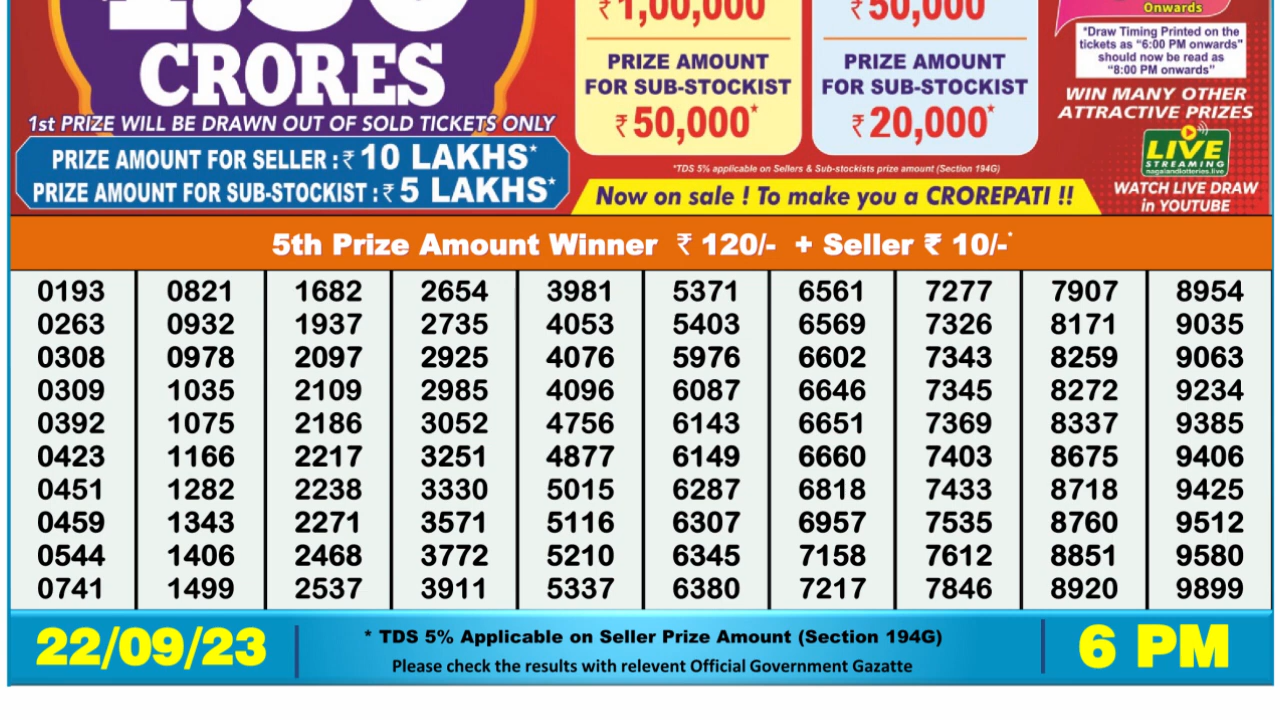 ₹1,00,000
₹50,000
Onwards
CRORES
1st PRIZE WILL BE DRAWN OUT OF SOLD TICKETS ONLY
PRIZE AMOUNT FOR SELLER : ₹ 10 LAKHS*
PRIZE AMOUNT FOR SUB-STOCKIST : ₹ 5 LAKHS*
PRIZE AMOUNT
FOR SUB-STOCKIST
₹50,000*
PRIZE AMOUNT
FOR SUB-STOCKIST
₹20,000*
*TDS 5% applicable on Sellers & Sub-stockists prize amount (Section 194G)
Now on sale ! To make you a CROREPATI !!
*Draw Timing Printed on the
tickets as “6:00 PM onwards”
should now be read as
“8:00 PM onwards”
WIN MANY OTHER
ATTRACTIVE PRIZES
LIVE
STREAMING
nagalandlotteries.live
WATCH LIVE DRAW
in YOUTUBE
5th Prize Amount Winner ₹ 120/- + Seller ₹ 10/-*
0193 0821 1682 2654 3981 5371 6561 7277 7907 8954
0263 0932 1937 2735 4053 5403 6569 7326 8171 9035
0308 0978 2097 2925 4076 5976 6602 7343 8259 9063
0309 1035 2109 2985 4096 6087 6646 7345 8272 9234
0392 1075 2186 3052 4756 6143 6651 7369 8337 9385
0423 1166 2217 3251 4877 6149 6660 7403 8675 9406
0451 1282 2238 3330 5015 6287 6818 7433 8718 9425
0459 1343 2271 3571 5116 6307 6957 7535 8760 9512
0544 1406 2468 3772 5210 6345 7158 7612 8851 9580
0741 1499 2537 3911 5337 6380 7217 7846 8920 9899
22/09/23
* TDS 5% Applicable on Seller Prize Amount (Section 194G)
Please check the results with relevent Official Government Gazatte
6 PM